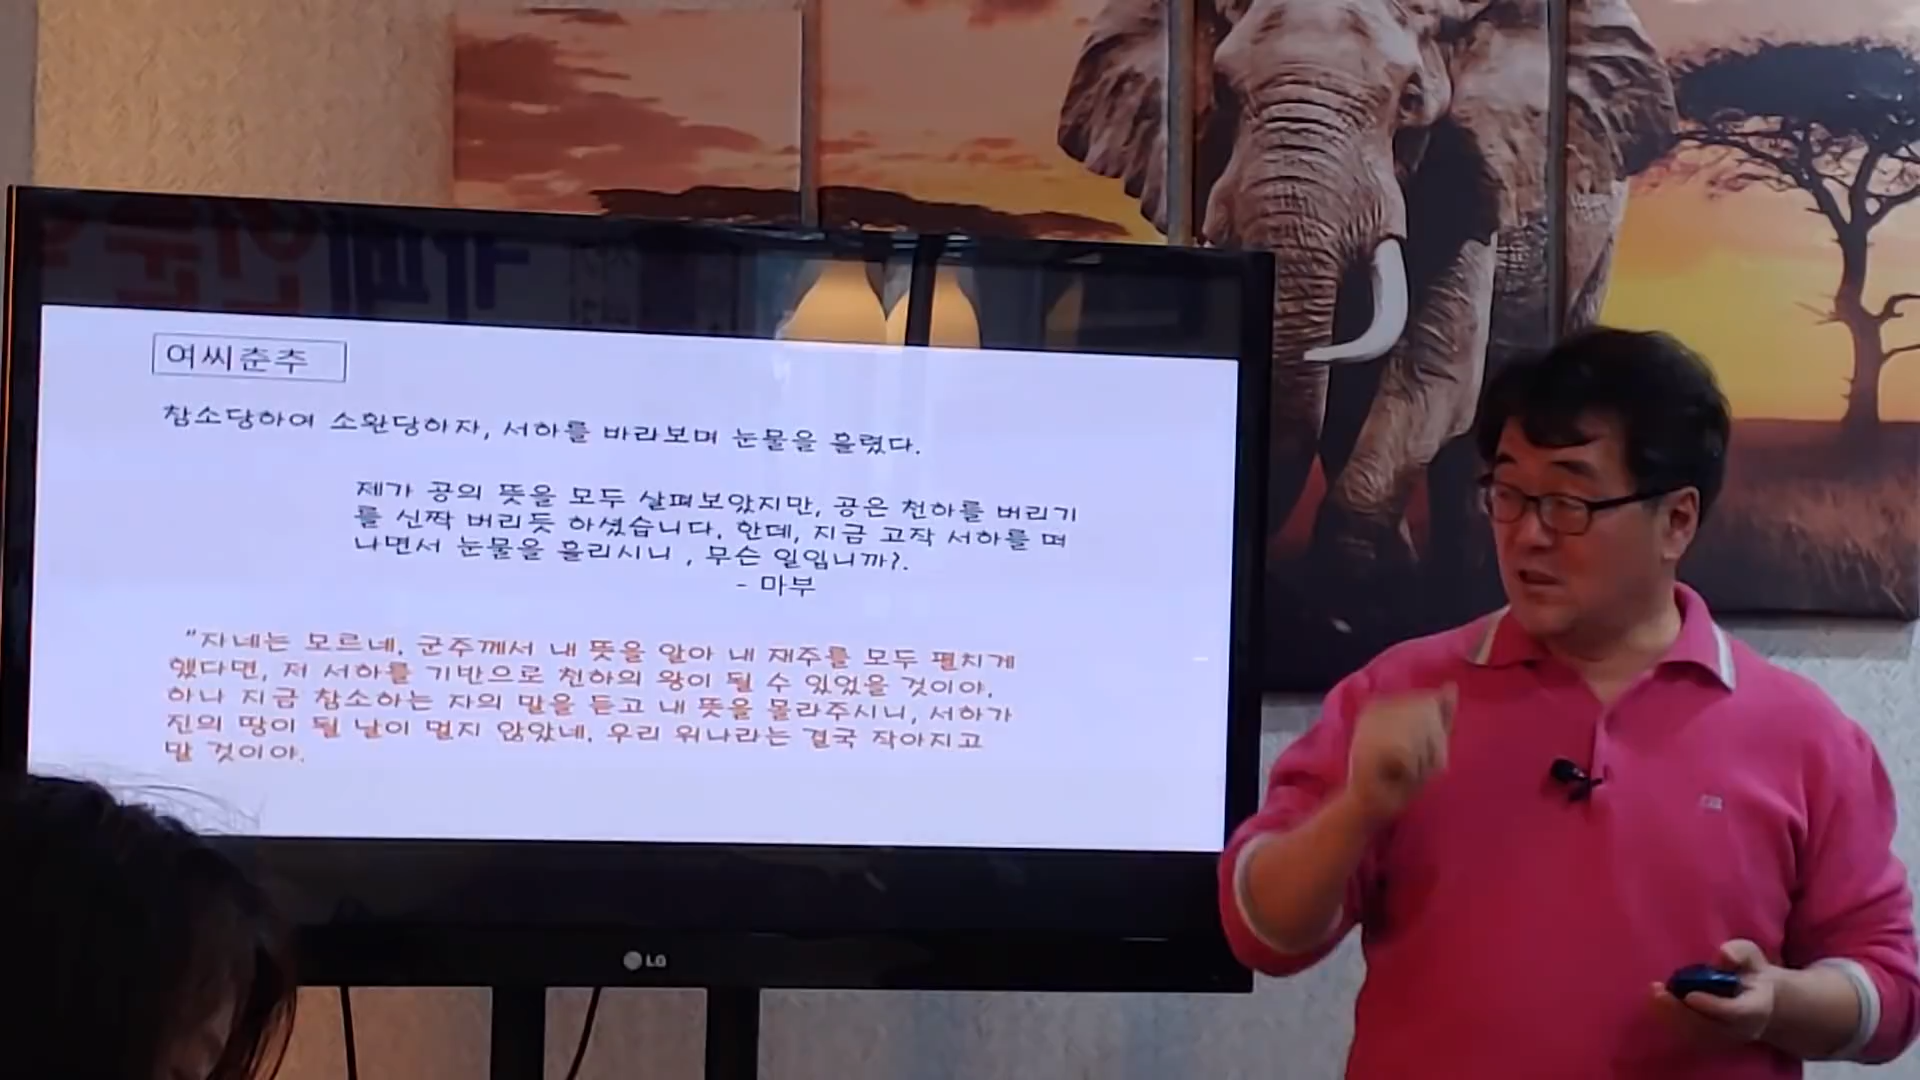 여씨춘추
참소당하여 소환당하자, 서하를 바라보며 눈물을 흘렸다.
제가 공의 뜻을 모두 살펴보았지만, 공은 천하를 버리기
를 신짝 버리듯 하셨습니다. 한데, 지금 고작 서하를 떠
나면서 눈물을 흘리시니 , 무슨 일입니까?.
- 마부
"자네는 모르네. 군주께서 내 뜻을 알아 내 재주를 모두 펼치게
했다면, 저 서하를 기반으로 천하의 왕이 될 수 있었을 것이야.
하나 지금 참소하는 자의 말을 듣고 내 뜻을 몰라주시니, 서하가
진의 땅이 될 날이 멀지 않았네. 우리 위나라는 결국 작아지고
말 것이야.
LG